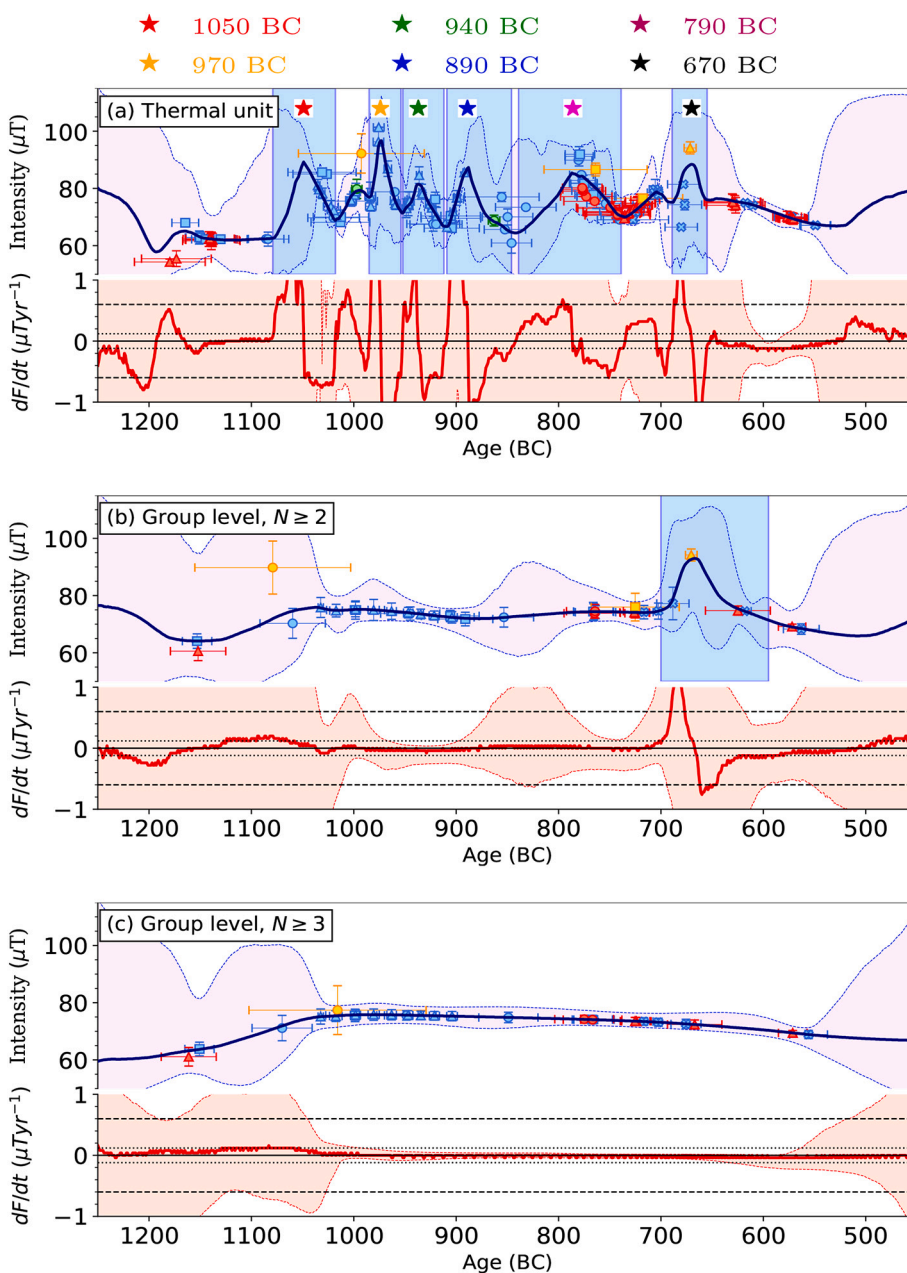 ★ 1050 BC ★ 940 BC ★ 790 BC
★ 970 BC ★ 890 BC ★ 670 BC
(a) Thermal unit
Intensity (μT)
100
80
60
dF/dt (μTyr⁻¹)
1
0
−1
1200 1100 1000 900 800 700 600 500
Age (BC)
(b) Group level, N ≥ 2
Intensity (μT)
100
80
60
dF/dt (μTyr⁻¹)
1
0
−1
1200 1100 1000 900 800 700 600 500
Age (BC)
(c) Group level, N ≥ 3
Intensity (μT)
100
80
60
dF/dt (μTyr⁻¹)
1
0
−1
1200 1100 1000 900 800 700 600 500
Age (BC)